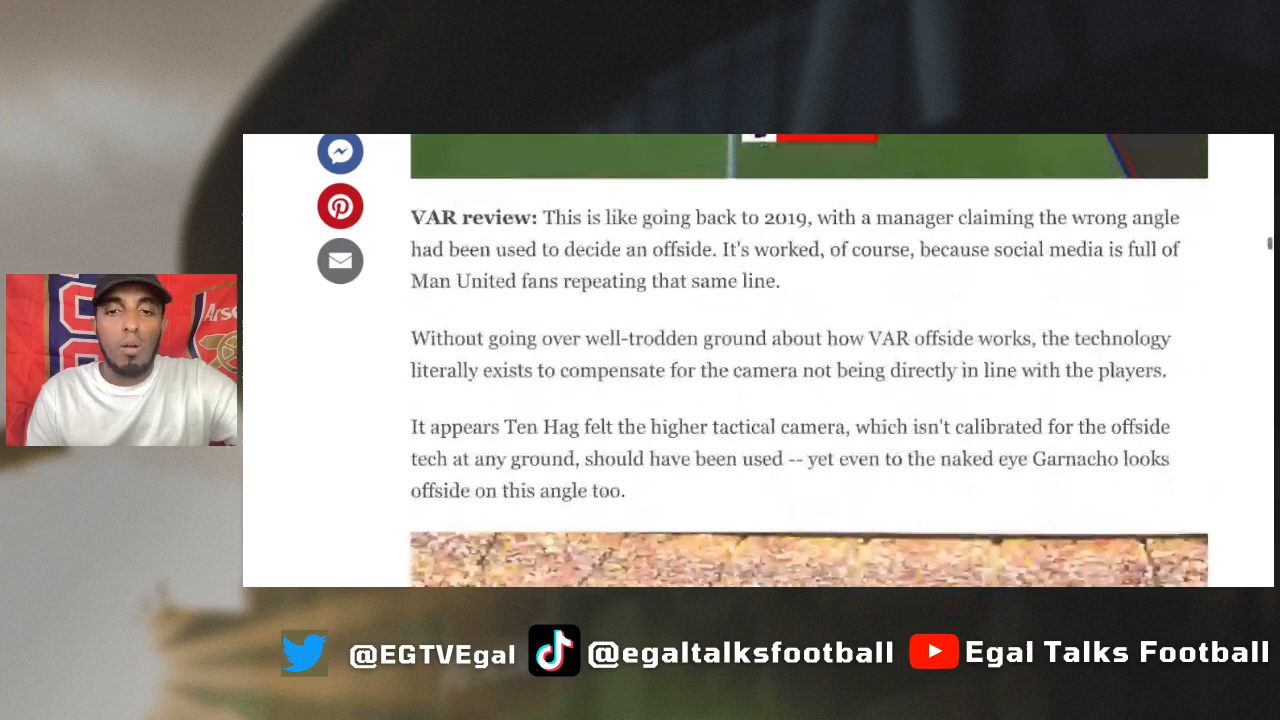 VAR review: This is like going back to 2019, with a manager claiming the wrong angle
had been used to decide an offside. It's worked, of course, because social media is full of
Man United fans repeating that same line.
Without going over well-trodden ground about how VAR offside works, the technology
literally exists to compensate for the camera not being directly in line with the players.
It appears Ten Hag felt the higher tactical camera, which isn't calibrated for the offside
tech at any ground, should have been used -- yet even to the naked eye Garnacho looks
offside on this angle too.
Arse
@EGTVEgal @egaltalksfootball Egal Talks Football